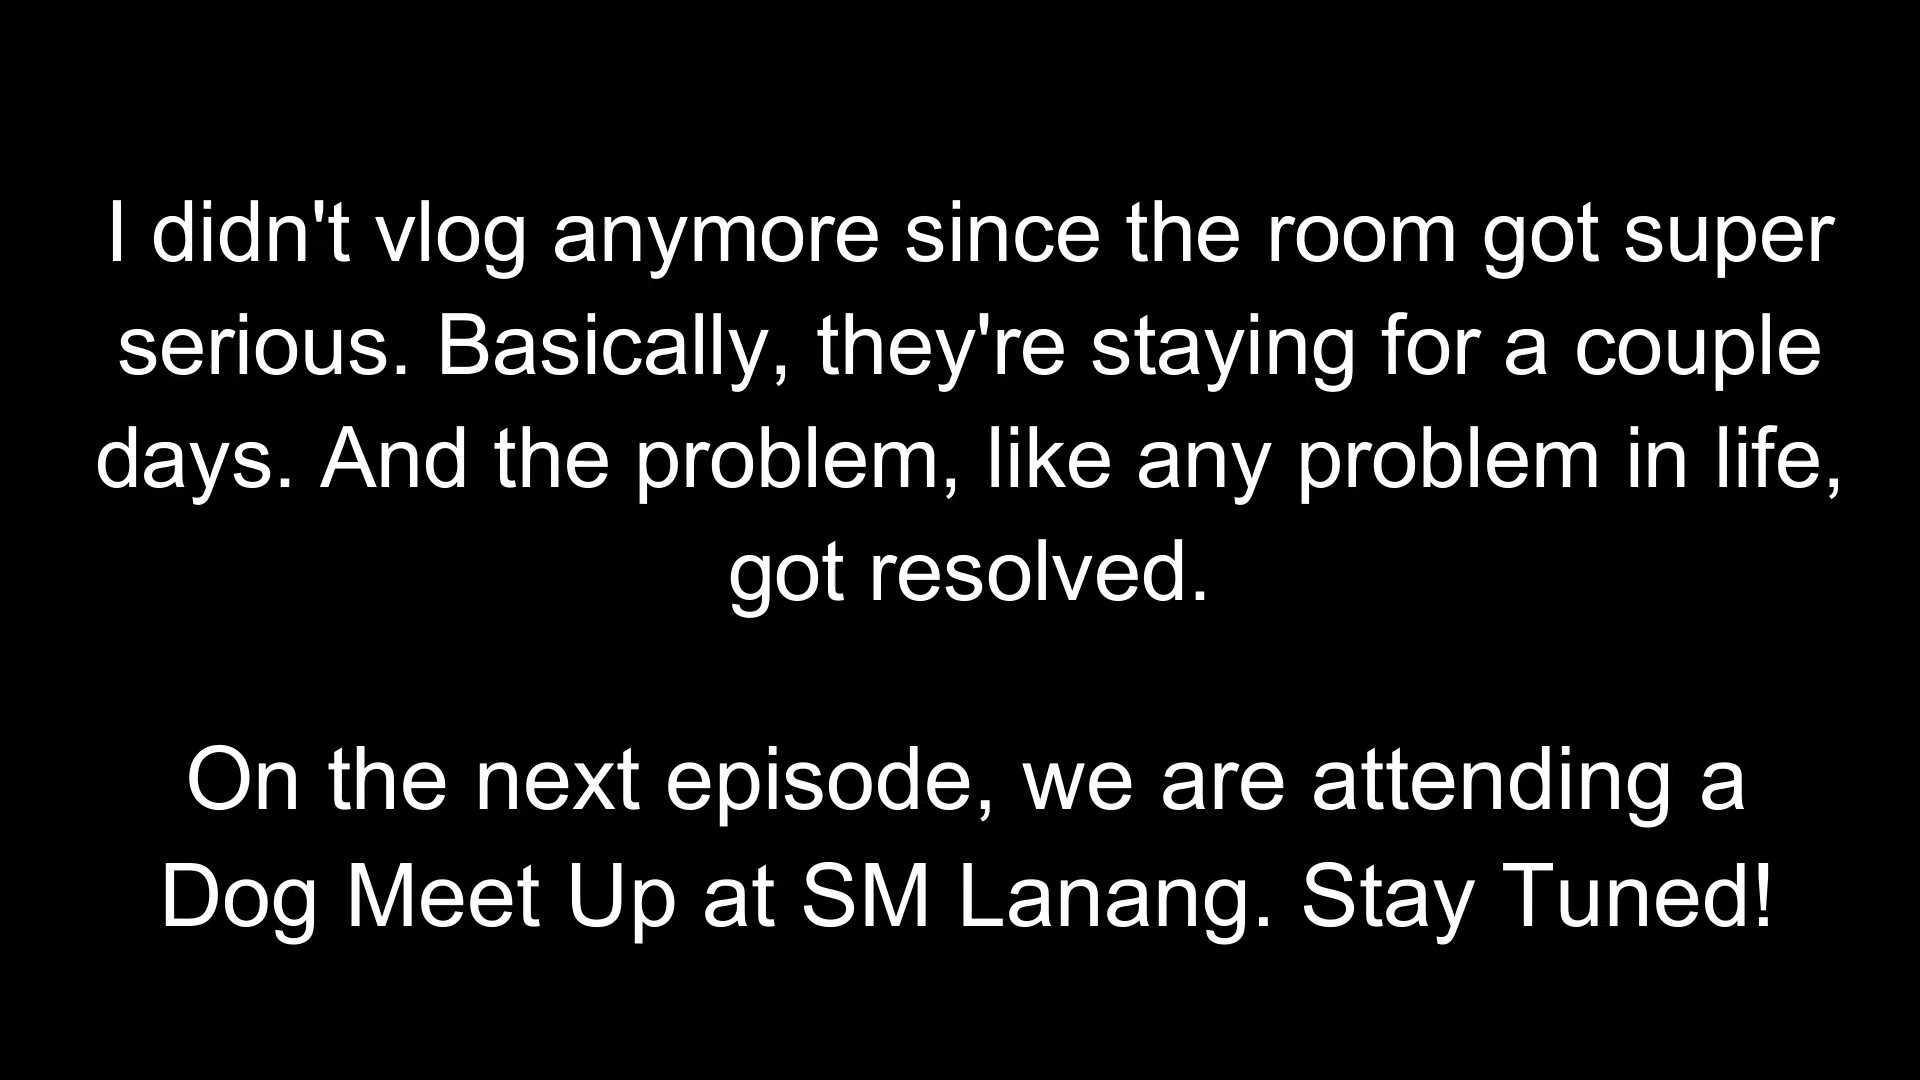 I didn't vlog anymore since the room got super
serious. Basically, they're staying for a couple
days. And the problem, like any problem in life,
got resolved.
On the next episode, we are attending a
Dog Meet Up at SM Lanang. Stay Tuned!